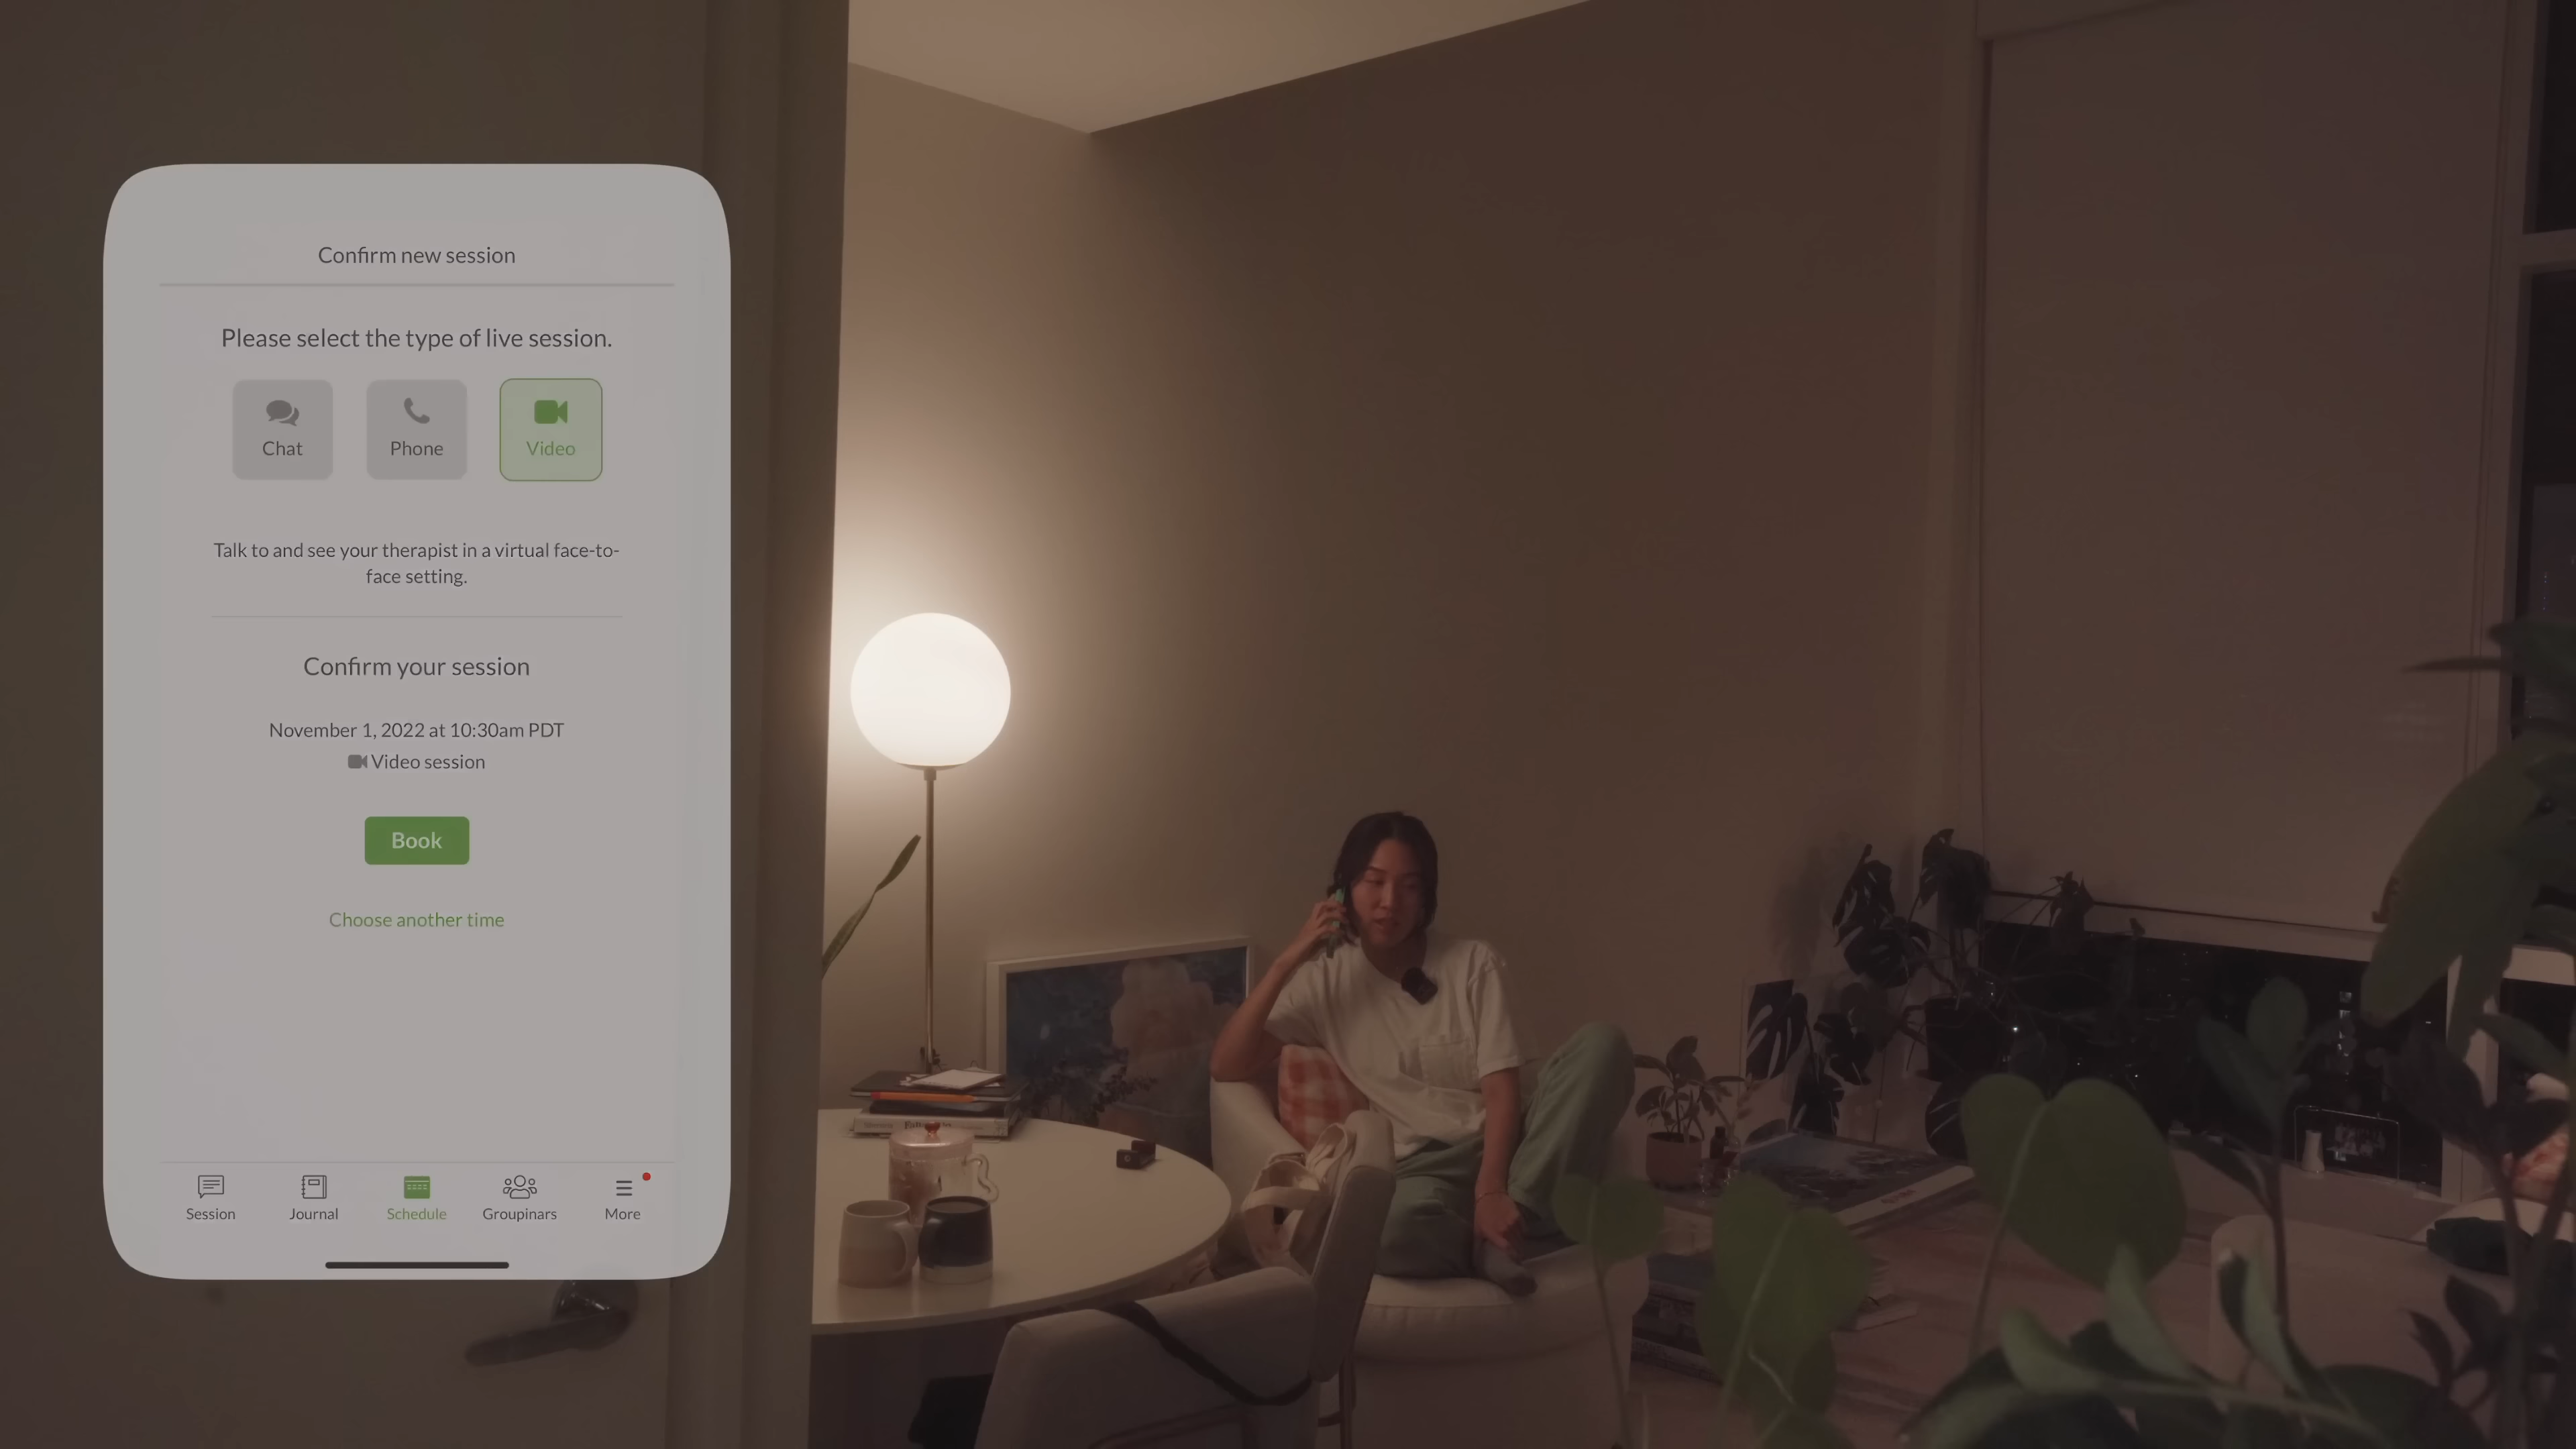 Confirm new session
Please select the type of live session.
Chat
Phone
Video
Talk to and see your therapist in a virtual face-to-
face setting.
Confirm your session
November 1, 2022 at 10:30am PDT
Video session
Book
Choose another time
Session
Journal
Schedule
Groupinars
More